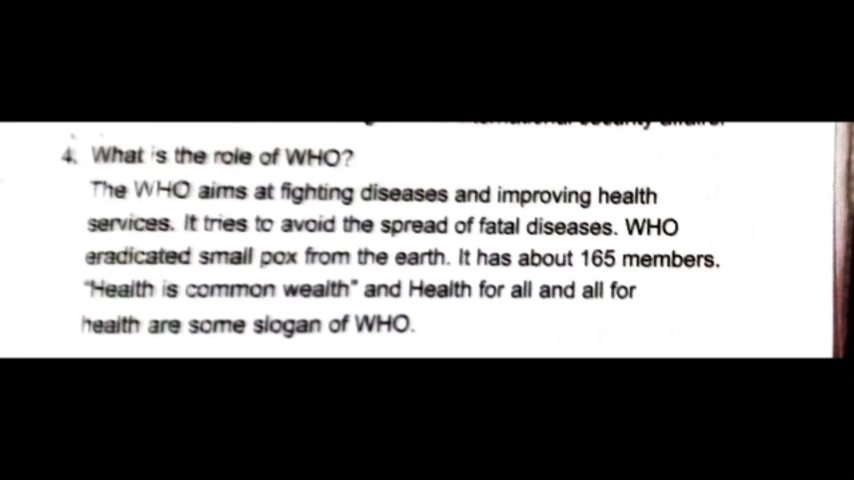 4. What is the role of WHO?
The WHO aims at fighting diseases and improving health
services. It tries to avoid the spread of fatal diseases. WHO
eradicated small pox from the earth. It has about 165 members.
"Health is common wealth" and Health for all and all for
health are some slogan of WHO.